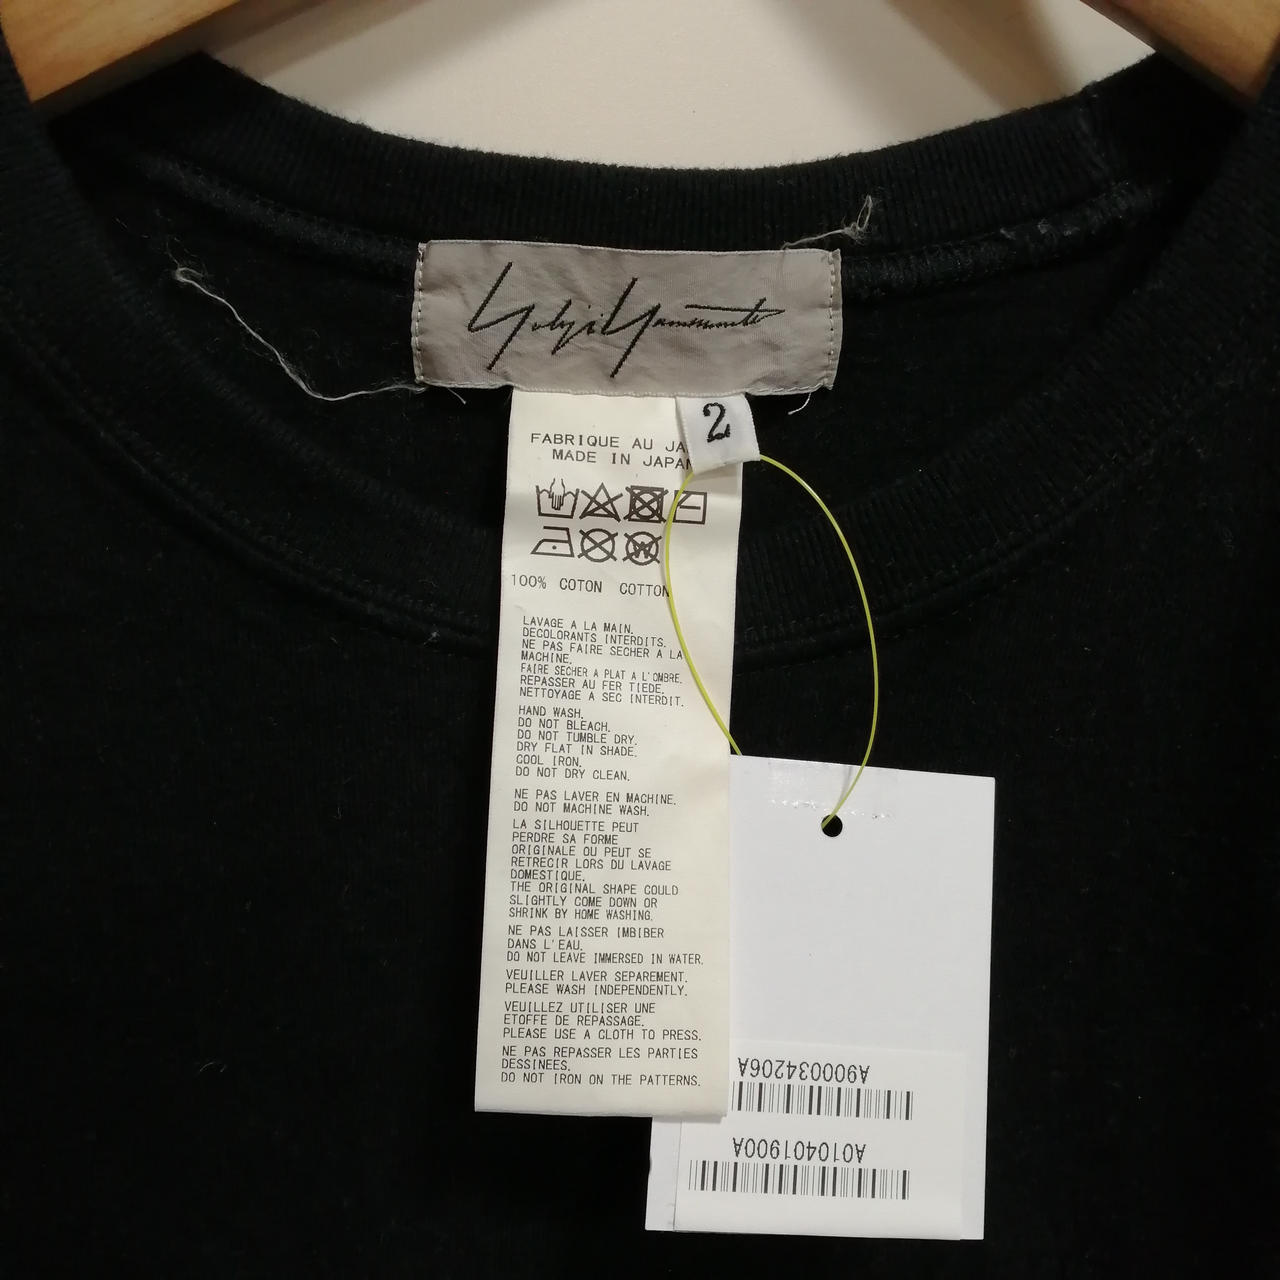 Yohji Yamamoto
2
FABRIQUE AU JA
MADE IN JAPAN
100% COTON COTTON
LAVAGE A LA MAIN.
DECOLORANTS INTERDITS.
NE PAS FAIRE SECHER A LA
MACHINE.
FAIRE SECHER A PLAT A L'OMBRE.
REPASSER AU FER TIEDE.
NETTOYAGE A SEC INTERDIT.
HAND WASH.
DO NOT BLEACH.
DO NOT TUMBLE DRY.
DRY FLAT IN SHADE.
COOL IRON.
DO NOT DRY CLEAN.
NE PAS LAVER EN MACHINE.
DO NOT MACHINE WASH.
LA SILHOUETTE PEUT
PERDRE SA FORME
ORIGINALE OU PEUT SE
RETRECIR LORS DU LAVAGE
DOMESTIQUE.
THE ORIGINAL SHAPE COULD
SLIGHTLY COME DOWN OR
SHRINK BY HOME WASHING.
NE PAS LAISSER IMBIBER
DANS L'EAU.
DO NOT LEAVE IMMERSED IN WATER.
VEUILLER LAVER SEPAREMENT.
PLEASE WASH INDEPENDENTLY.
VEUILLEZ UTILISER UNE
ETOFFE DE REPASSAGE.
PLEASE USE A CLOTH TO PRESS.
NE PAS REPASSER LES PARTIES
DESSINEES.
DO NOT IRON ON THE PATTERNS.
A900034206A
A010401900A